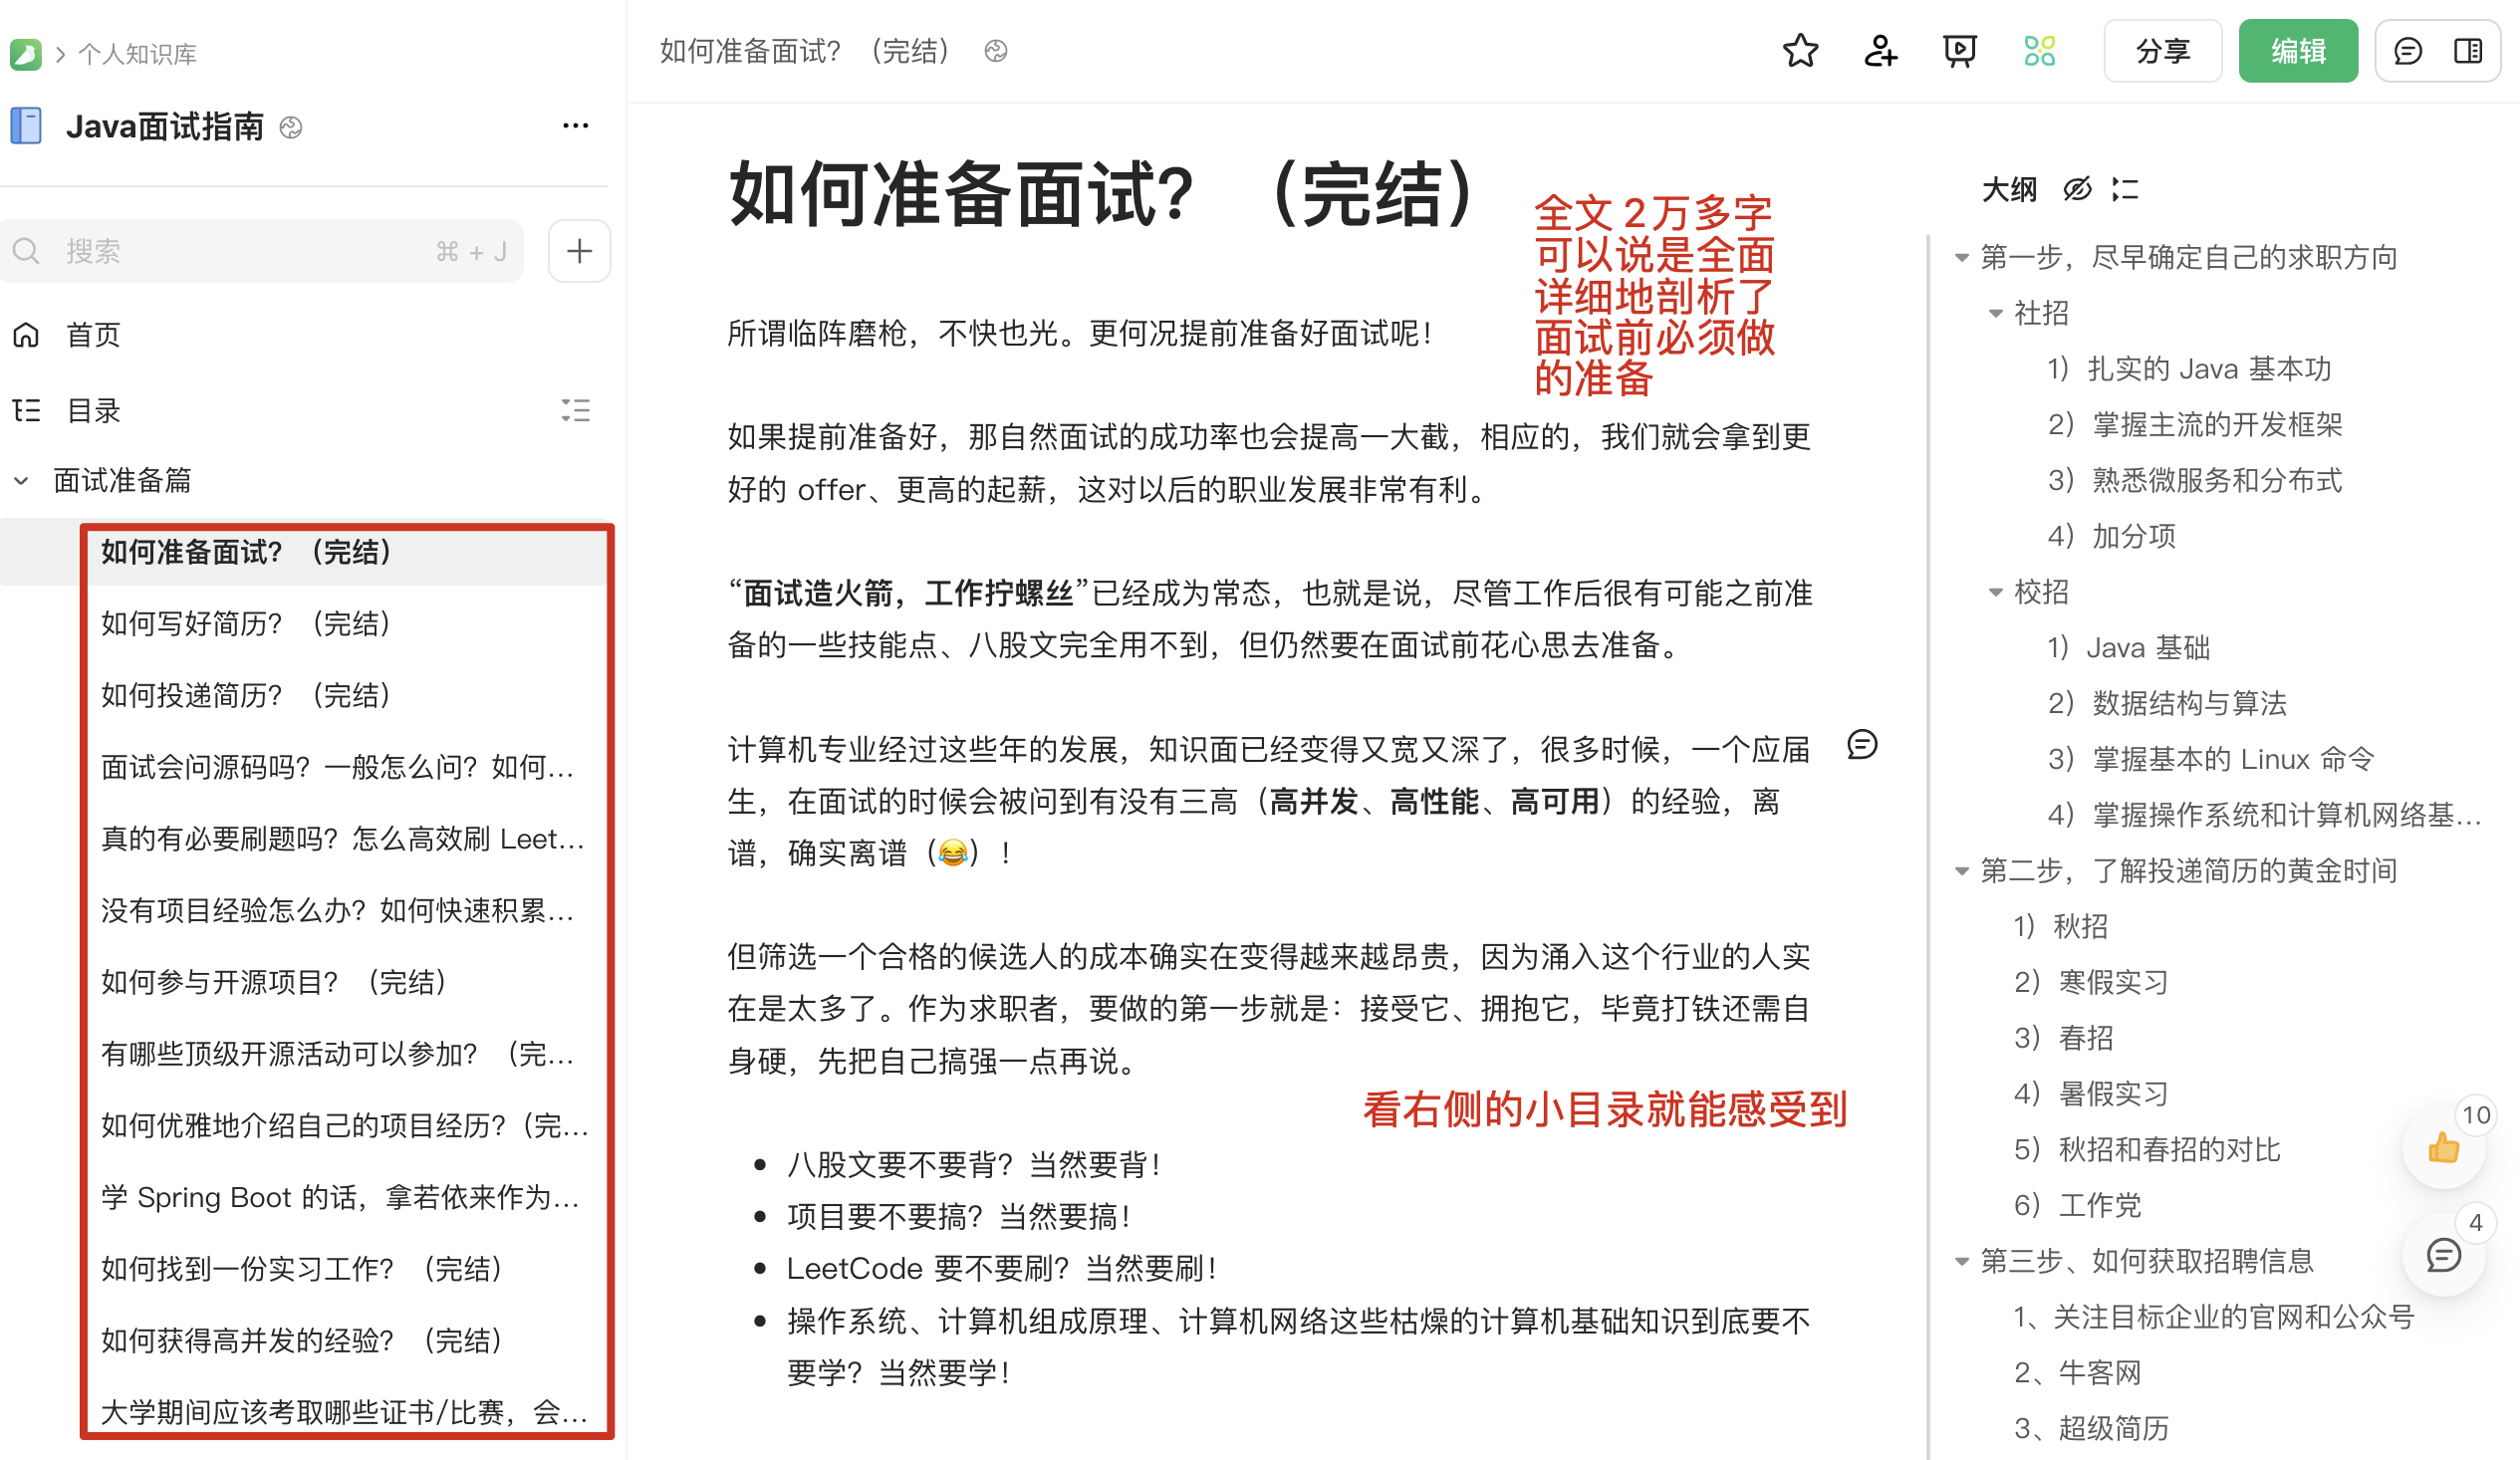 个人知识库
Java面试指南
搜索
⌘ + J
首页
目录
面试准备篇
如何准备面试？（完结）
如何写好简历？（完结）
如何投递简历？（完结）
面试会问源码吗？一般怎么问？如何…
真的有必要刷题吗？怎么高效刷 Leet…
没有项目经验怎么办？如何快速积累…
如何参与开源项目？（完结）
有哪些顶级开源活动可以参加？（完…
如何优雅地介绍自己的项目经历？（完…
学 Spring Boot 的话，拿若依来作为…
如何找到一份实习工作？（完结）
如何获得高并发的经验？（完结）
大学期间应该考取哪些证书/比赛，会…
如何准备面试？（完结）
分享
编辑
如何准备面试？（完结）
全文 2 万多字
可以说是全面
详细地剖析了
面试前必须做
的准备
所谓临阵磨枪，不快也光。更何况提前准备好面试呢！
如果提前准备好，那自然面试的成功率也会提高一大截，相应的，我们就会拿到更
好的 offer、更高的起薪，这对以后的职业发展非常有利。
“面试造火箭，工作拧螺丝”已经成为常态，也就是说，尽管工作后很有可能之前准
备的一些技能点、八股文完全用不到，但仍然要在面试前花心思去准备。
计算机专业经过这些年的发展，知识面已经变得又宽又深了，很多时候，一个应届
生，在面试的时候会被问到有没有三高（高并发、高性能、高可用）的经验，离
谱，确实离谱（😂）！
但筛选一个合格的候选人的成本确实在变得越来越昂贵，因为涌入这个行业的人实
在是太多了。作为求职者，要做的第一步就是：接受它、拥抱它，毕竟打铁还需自
身硬，先把自己搞强一点再说。
看右侧的小目录就能感受到
● 八股文要不要背？当然要背！
● 项目要不要搞？当然要搞！
● LeetCode 要不要刷？当然要刷！
● 操作系统、计算机组成原理、计算机网络这些枯燥的计算机基础知识到底要不
要学？当然要学！
大纲
第一步，尽早确定自己的求职方向
社招
1）扎实的 Java 基本功
2）掌握主流的开发框架
3）熟悉微服务和分布式
4）加分项
校招
1）Java 基础
2）数据结构与算法
3）掌握基本的 Linux 命令
4）掌握操作系统和计算机网络基…
第二步，了解投递简历的黄金时间
1）秋招
2）寒假实习
3）春招
4）暑假实习
5）秋招和春招的对比
6）工作党
第三步、如何获取招聘信息
1、关注目标企业的官网和公众号
2、牛客网
3、超级简历
10
4